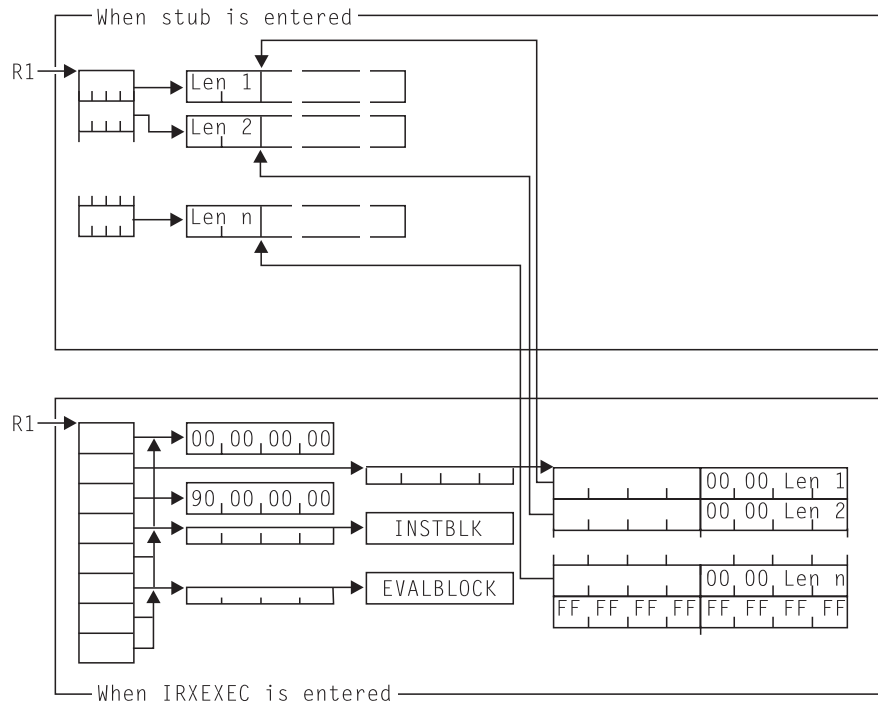 When stub is entered
R1
Len 1
Len 2
Len n
R1
00 00 00 00
00 00 Len 1
90 00 00 00
00 00 Len 2
INSTBLK
EVALBLOCK
00 00 Len n
FF FF FF FF FF FF FF FF
When IRXEXEC is entered